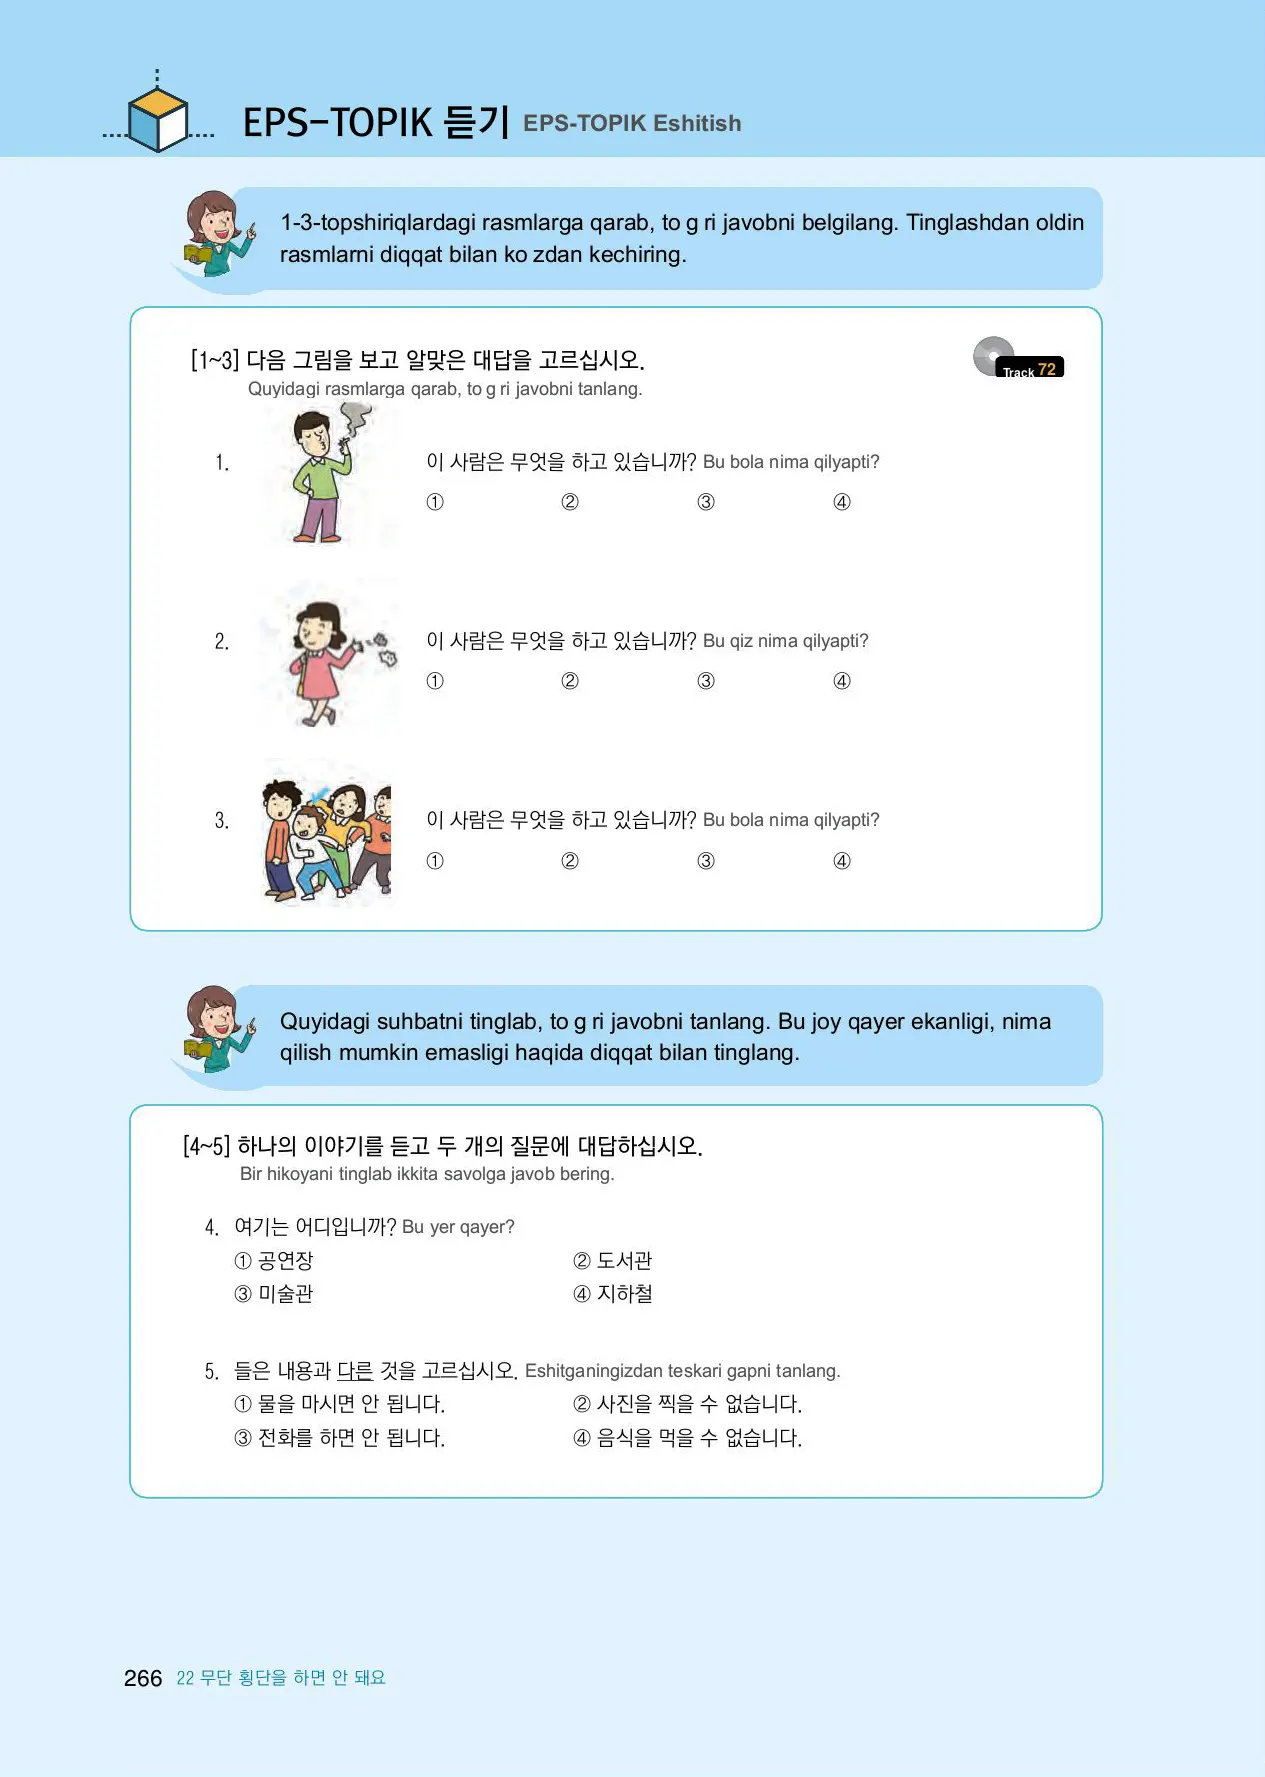 EPS-TOPIK 듣기 EPS-TOPIK Eshitish
1-3-topshiriqlardagi rasmlarga qarab, to g ri javobni belgilang. Tinglashdan oldin
rasmlarni diqqat bilan ko zdan kechiring.
[1~3] 다음 그림을 보고 알맞은 대답을 고르십시오.
Track 72
Quyidagi rasmlarga qarab, to g ri javobni tanlang.
1. 이 사람은 무엇을 하고 있습니까? Bu bola nima qilyapti?
① ② ③ ④
2. 이 사람은 무엇을 하고 있습니까? Bu qiz nima qilyapti?
① ② ③ ④
3. 이 사람은 무엇을 하고 있습니까? Bu bola nima qilyapti?
① ② ③ ④
Quyidagi suhbatni tinglab, to g ri javobni tanlang. Bu joy qayer ekanligi, nima
qilish mumkin emasligi haqida diqqat bilan tinglang.
[4~5] 하나의 이야기를 듣고 두 개의 질문에 대답하십시오.
Bir hikoyani tinglab ikkita savolga javob bering.
4. 여기는 어디입니까? Bu yer qayer?
① 공연장 ② 도서관
③ 미술관 ④ 지하철
5. 들은 내용과 다른 것을 고르십시오. Eshitganingizdan teskari gapni tanlang.
① 물을 마시면 안 됩니다. ② 사진을 찍을 수 없습니다.
③ 전화를 하면 안 됩니다. ④ 음식을 먹을 수 없습니다.
266 22 무단 횡단을 하면 안 돼요